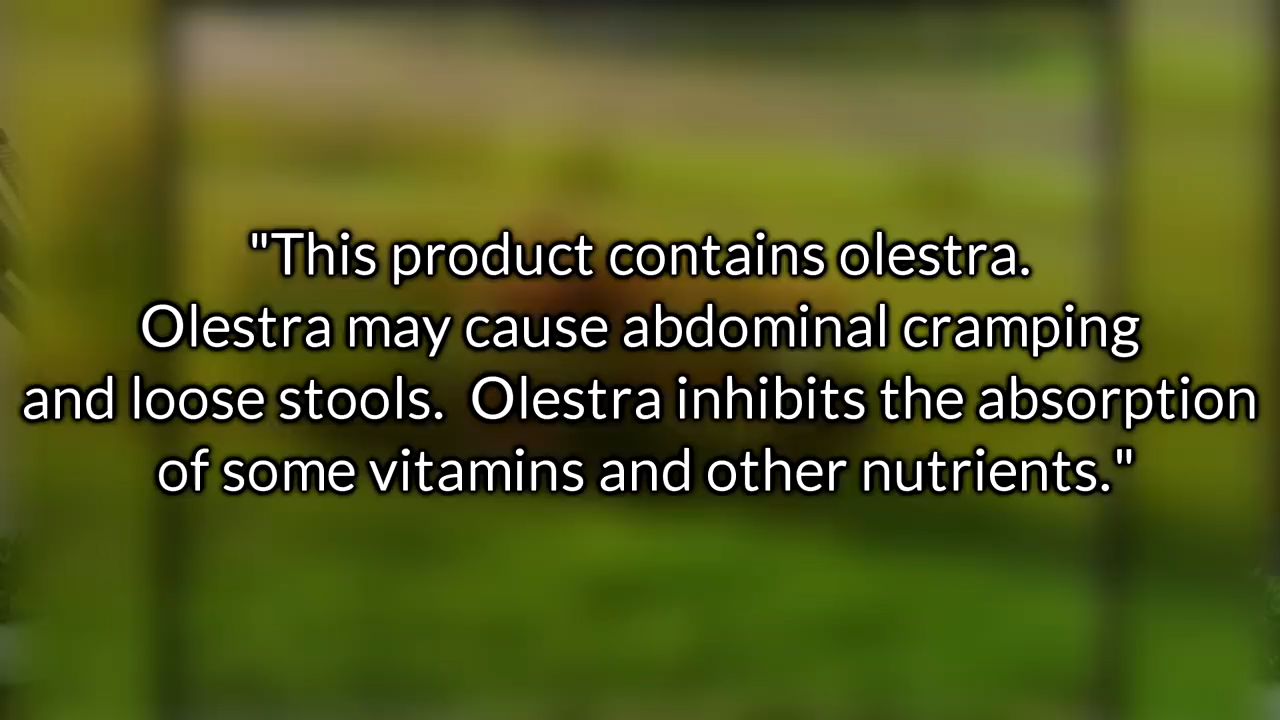 "This product contains olestra.
Olestra may cause abdominal cramping
and loose stools.  Olestra inhibits the absorption
of some vitamins and other nutrients."